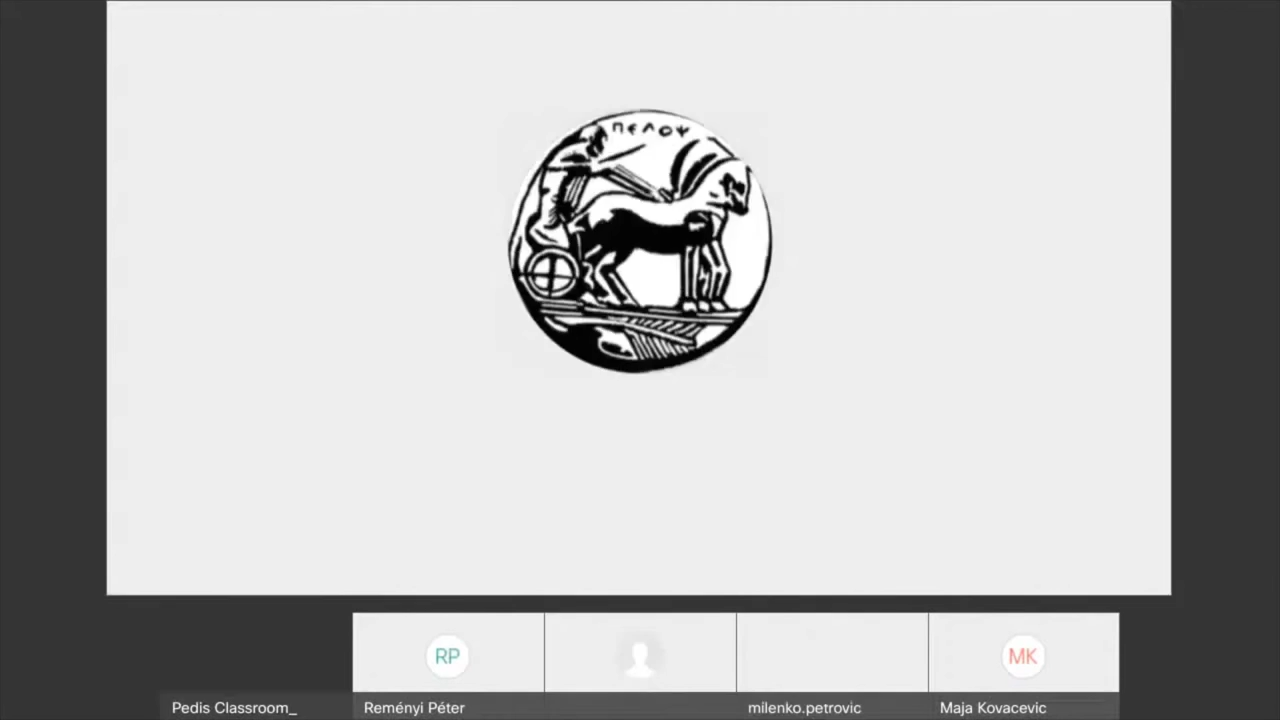 ΠΕΛΟΨ
RP
MK
Pedis Classroom_
Reményi Péter
milenko.petrovic
Maja Kovacevic